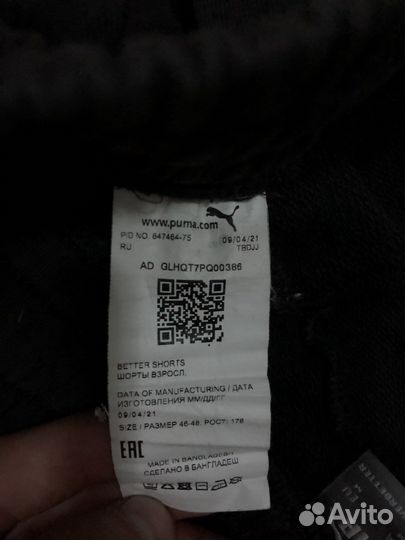 www.puma.com
PID NO. 847464-75 09/04/21
RU TBDJJ
AD GLHQT7PQ00386
BETTER SHORTS
ШОРТЫ ВЗРОСЛ.
DATA OF MANUFACTURING / ДАТА
ИЗГОТОВЛЕНИЯ ММ/ДД/ГГ
09/04/21
SIZE / РАЗМЕР 46-48, РОСТ: 178
EAC
MADE IN BANGLADESH
СДЕЛАНО В БАНГЛАДЕШ
Avito